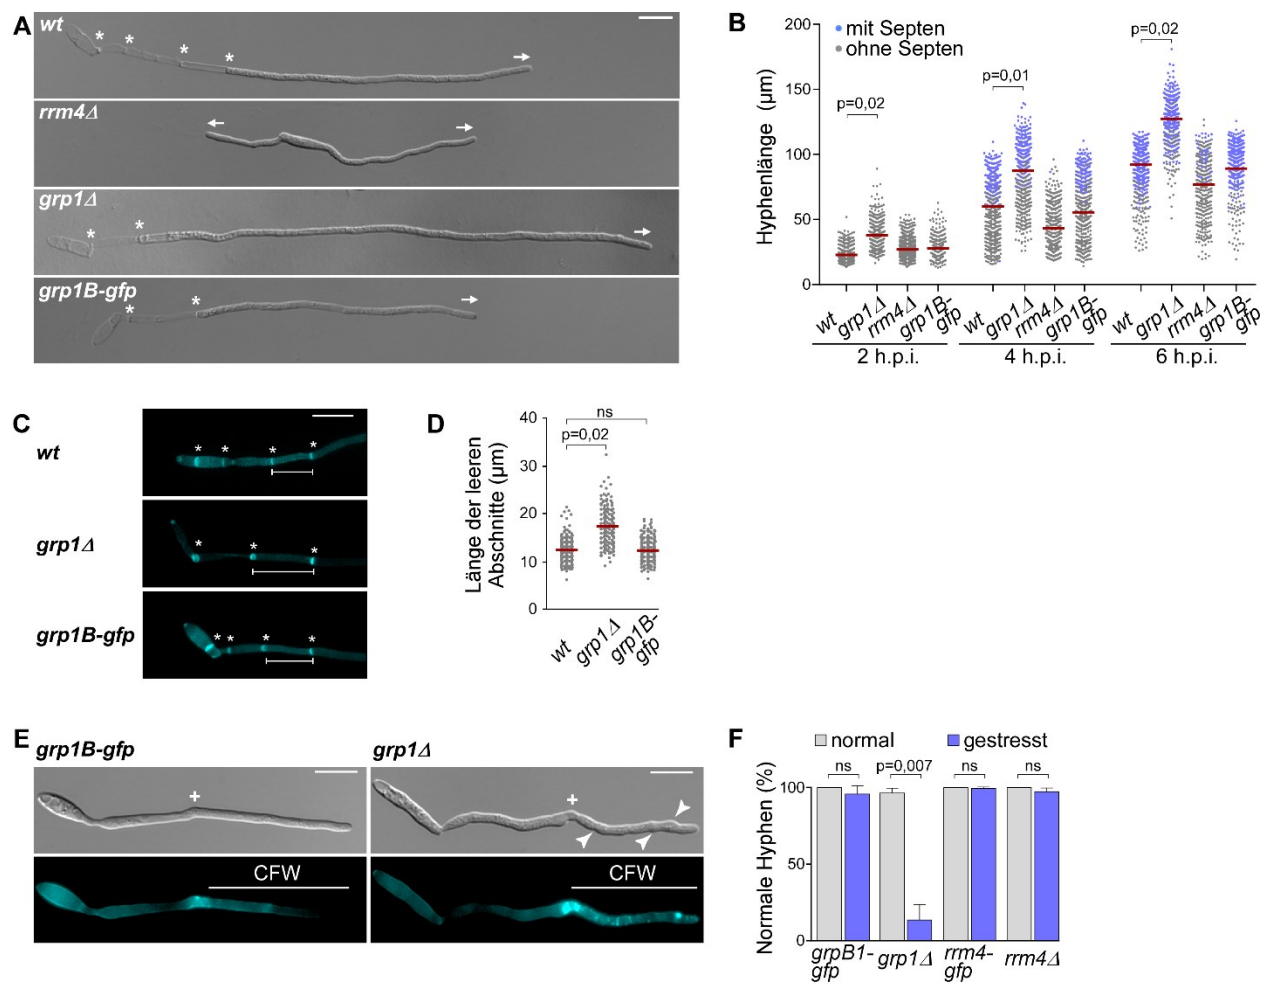 A
wt
* * * *
rrm4Δ
grp1Δ
* *
grp1B-gfp
* *
B
Hyphenlänge (µm)
200
150
100
50
0
mit Septen
ohne Septen
p=0,02
p=0,01
p=0,02
wt grp1Δ rrm4Δ grp1B-gfp
wt grp1Δ rrm4Δ grp1B-gfp
wt grp1Δ rrm4Δ grp1B-gfp
2 h.p.i. 4 h.p.i. 6 h.p.i.
C
wt
* * * *
grp1Δ
* * *
grp1B-gfp
* * * *
D
Länge der leeren
Abschnitte (µm)
40
30
20
10
0
ns
p=0,02
wt grp1Δ grp1B-gfp
E
grp1B-gfp
+
CFW
grp1Δ
+
CFW
F
normal gestresst
Normale Hyphen (%)
100
50
0
ns p=0,007 ns ns
grpB1-gfp grp1Δ rrm4-gfp rrm4Δ